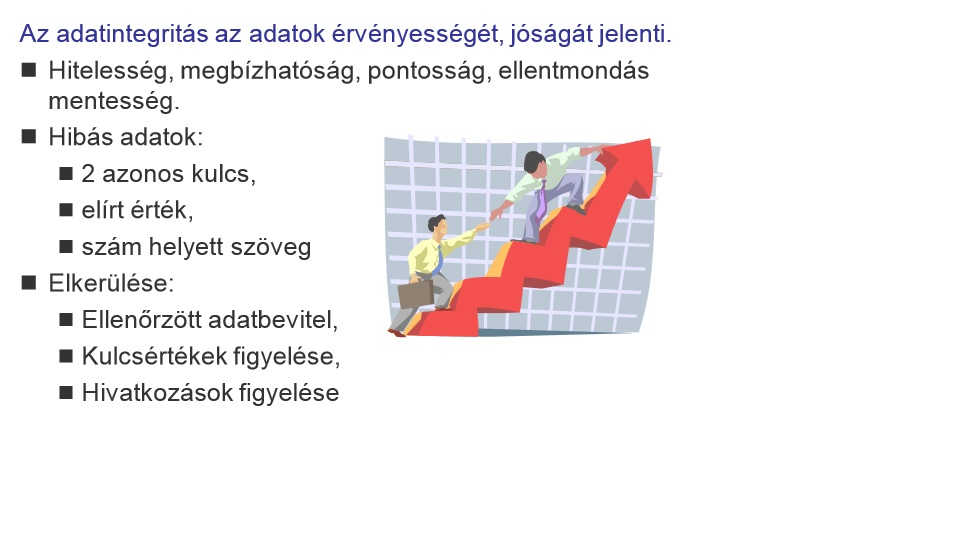 Az adatintegritás az adatok érvényességét, jóságát jelenti.
Hitelesség, megbízhatóság, pontosság, ellentmondás
mentesség.
Hibás adatok:
2 azonos kulcs,
elírt érték,
szám helyett szöveg
Elkerülése:
Ellenőrzött adatbevitel,
Kulcsértékek figyelése,
Hivatkozások figyelése